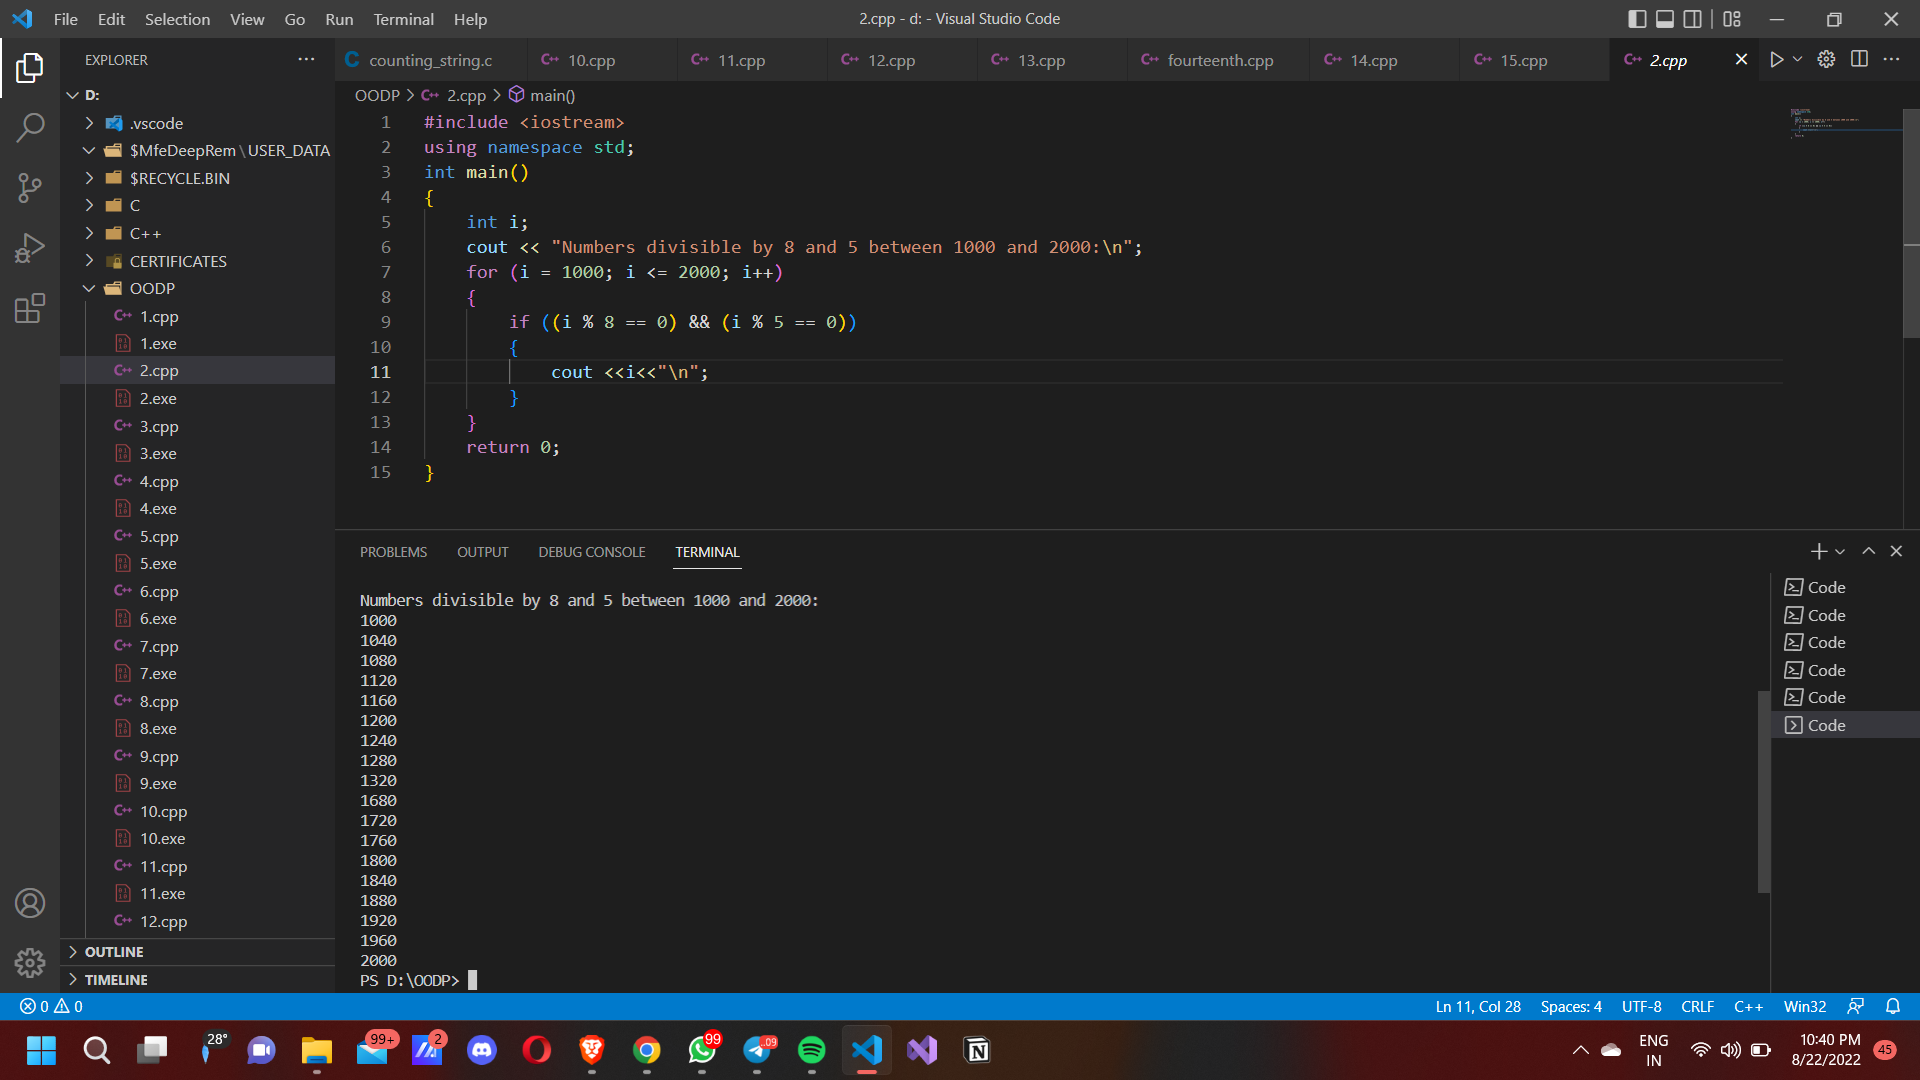 File Edit Selection View Go Run Terminal Help
2.cpp - d: - Visual Studio Code
EXPLORER
counting_string.c 10.cpp 11.cpp 12.cpp 13.cpp fourteenth.cpp 14.cpp 15.cpp 2.cpp
D:
.vscode
$MfeDeepRem\USER_DATA
$RECYCLE.BIN
C
C++
CERTIFICATES
OODP
1.cpp
1.exe
2.cpp
2.exe
3.cpp
3.exe
4.cpp
4.exe
5.cpp
5.exe
6.cpp
6.exe
7.cpp
7.exe
8.cpp
8.exe
9.cpp
9.exe
10.cpp
10.exe
11.cpp
11.exe
12.cpp
OUTLINE
TIMELINE
OODP > 2.cpp > main()
1 #include <iostream>
2 using namespace std;
3 int main()
4 {
5 int i;
6 cout << "Numbers divisible by 8 and 5 between 1000 and 2000:\n";
7 for (i = 1000; i <= 2000; i++)
8 {
9 if ((i % 8 == 0) && (i % 5 == 0))
10 {
11 cout <<i<<"\n";
12 }
13 }
14 return 0;
15 }
PROBLEMS OUTPUT DEBUG CONSOLE TERMINAL
Numbers divisible by 8 and 5 between 1000 and 2000:
1000
1040
1080
1120
1160
1200
1240
1280
1320
1680
1720
1760
1800
1840
1880
1920
1960
2000
PS D:\OODP>
Code
Code
Code
Code
Code
Code
0 0
Ln 11, Col 28 Spaces: 4 UTF-8 CRLF C++ Win32
28° 99+ 2 99 ..09
ENG
IN
10:40 PM
8/22/2022
45